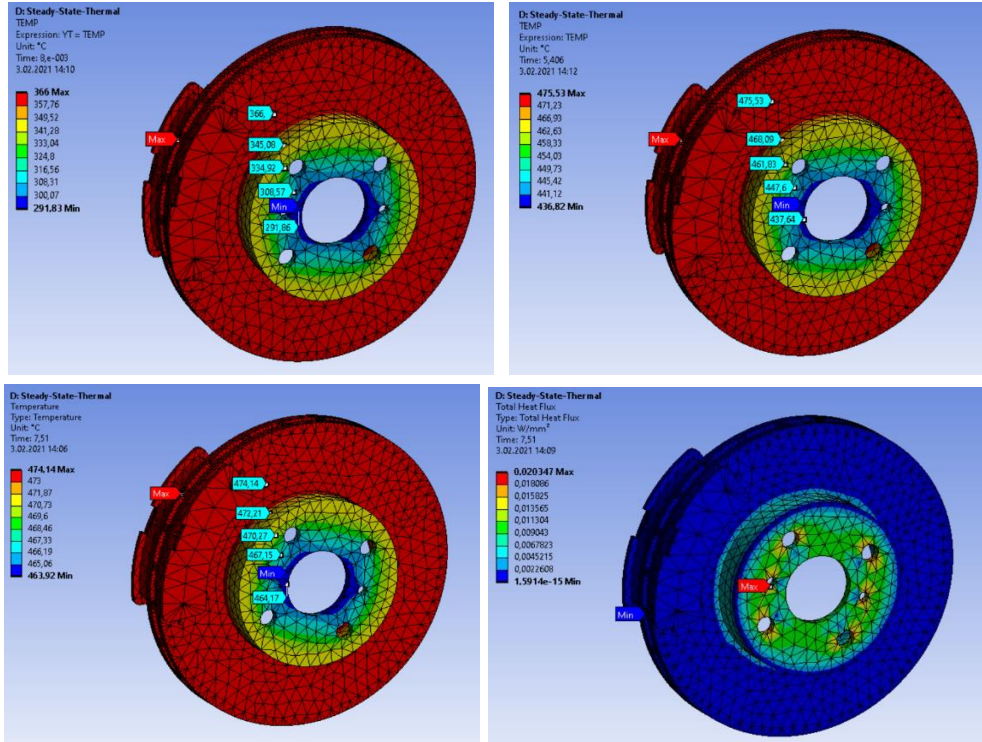 D: Steady-State-Thermal
TEMP
Expression: YT = TEMP
Unit: °C
Time: 8,e-003
3.02.2021 14:10
366 Max
357,76
349,52
341,28
333,04
324,8
316,56
308,31
300,07
291,83 Min
Max
366,
345,08
334,92
308,57
Min
291,86
D: Steady-State-Thermal
TEMP
Expression: TEMP
Unit: °C
Time: 5,406
3.02.2021 14:12
475,53 Max
471,23
466,93
462,63
458,33
454,03
449,73
445,42
441,12
436,82 Min
475,53
Max
468,09
461,83
447,6
Min
437,64
D: Steady-State-Thermal
Temperature
Type: Temperature
Unit: °C
Time: 7,51
3.02.2021 14:06
474,14 Max
473
471,87
470,73
469,6
468,46
467,33
466,19
465,06
463,92 Min
474,14
Max
472,21
470,27
467,15
Min
464,17
D: Steady-State-Thermal
Total Heat Flux
Type: Total Heat Flux
Unit: W/mm²
Time: 7,51
3.02.2021 14:09
0,020347 Max
0,018086
0,015825
0,013565
0,011304
0,009043
0,0067823
0,0045215
0,0022608
1,5914e-15 Min
Max
Min